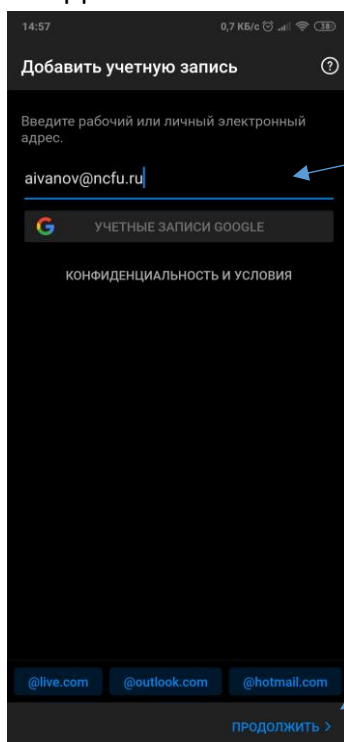 14:57 0,7 КБ/с 38
Добавить учетную запись
Введите рабочий или личный электронный
адрес.
aivanov@ncfu.ru
G УЧЕТНЫЕ ЗАПИСИ GOOGLE
КОНФИДЕНЦИАЛЬНОСТЬ И УСЛОВИЯ
@live.com @outlook.com @hotmail.com
ПРОДОЛЖИТЬ >